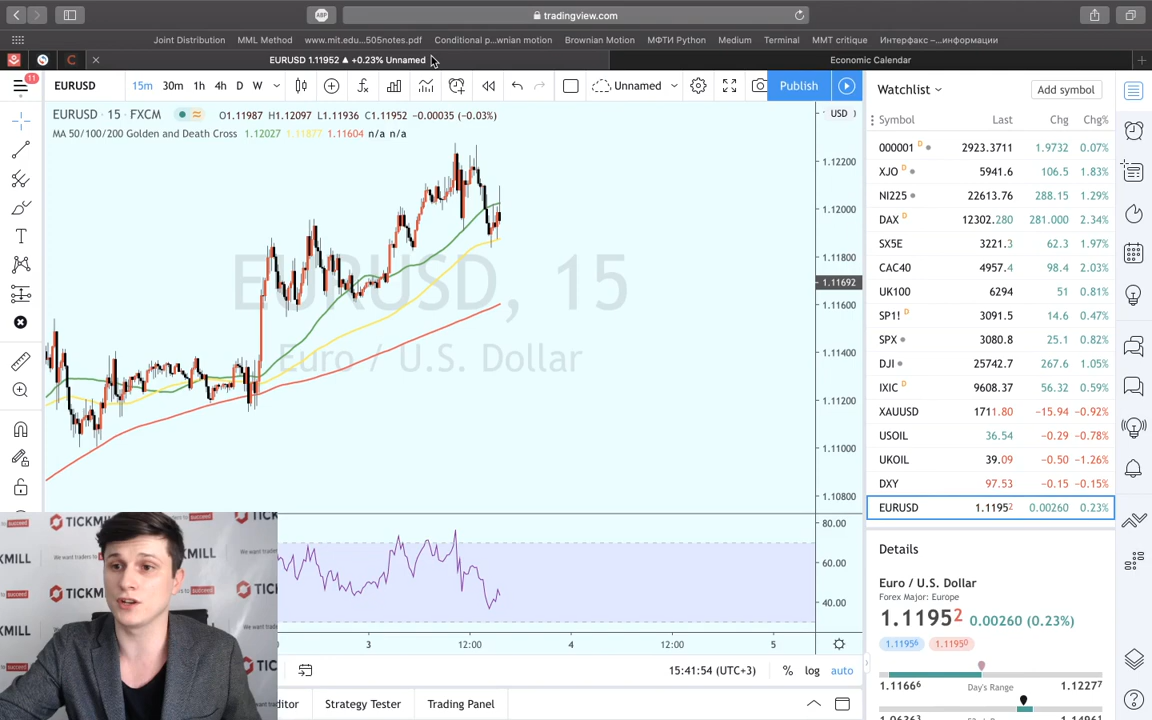 ABP
tradingview.com
Joint Distribution MML Method www.mit.edu...505notes.pdf Conditional p...wnian motion Brownian Motion МФТИ Python Medium Terminal MMT critique Интерфакс –...информации
EURUSD 1.11952 ▲ +0.23% Unnamed
Economic Calendar
11
EURUSD 15m 30m 1h 4h D W Unnamed Publish
Watchlist Add symbol
EURUSD · 15 · FXCM O1.11987 H1.12097 L1.11936 C1.11952 −0.00035 (−0.03%)
MA 50/100/200 Golden and Death Cross 1.12027 1.11877 1.11604 n/a n/a
USD
1.12200
1.12000
1.11800
1.11692
1.11600
1.11400
1.11200
1.11000
1.10800
EURUSD, 15
Euro / U.S. Dollar
Symbol Last Chg Chg%
000001 D 2923.3711 1.9732 0.07%
XJO D 5941.6 106.5 1.83%
NI225 22613.76 288.15 1.29%
DAX D 12302.280 281.000 2.34%
SX5E 3221.3 62.3 1.97%
CAC40 4957.4 98.4 2.03%
UK100 6294 51 0.81%
SP1! D 3091.5 14.6 0.47%
SPX 3080.8 25.1 0.82%
DJI 25742.7 267.6 1.05%
IXIC D 9608.37 56.32 0.59%
XAUUSD 1711.80 −15.94 −0.92%
USOIL 36.54 −0.29 −0.78%
UKOIL 39.09 −0.50 −1.26%
DXY 97.53 −0.15 −0.15%
EURUSD 1.11952 0.00260 0.23%
80.00
60.00
40.00
3 12:00 4 12:00 5
15:41:54 (UTC+3) % log auto
Strategy Tester Trading Panel
Details
Euro / U.S. Dollar
Forex Major: Europe
1.11952 0.00260 (0.23%)
1.11956 1.11950
1.11666 Day's Range 1.12277
TICKMILL
We want traders to succeed
MILL
TICKMILL